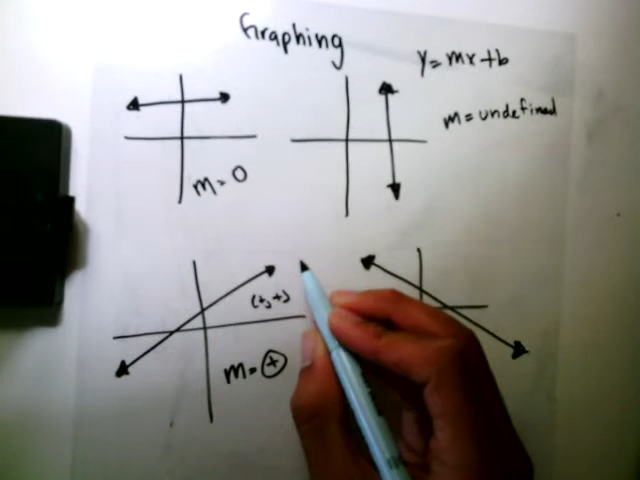 Graphing
y=mx+b
m=undefined
m=0
(+,+)
m=+